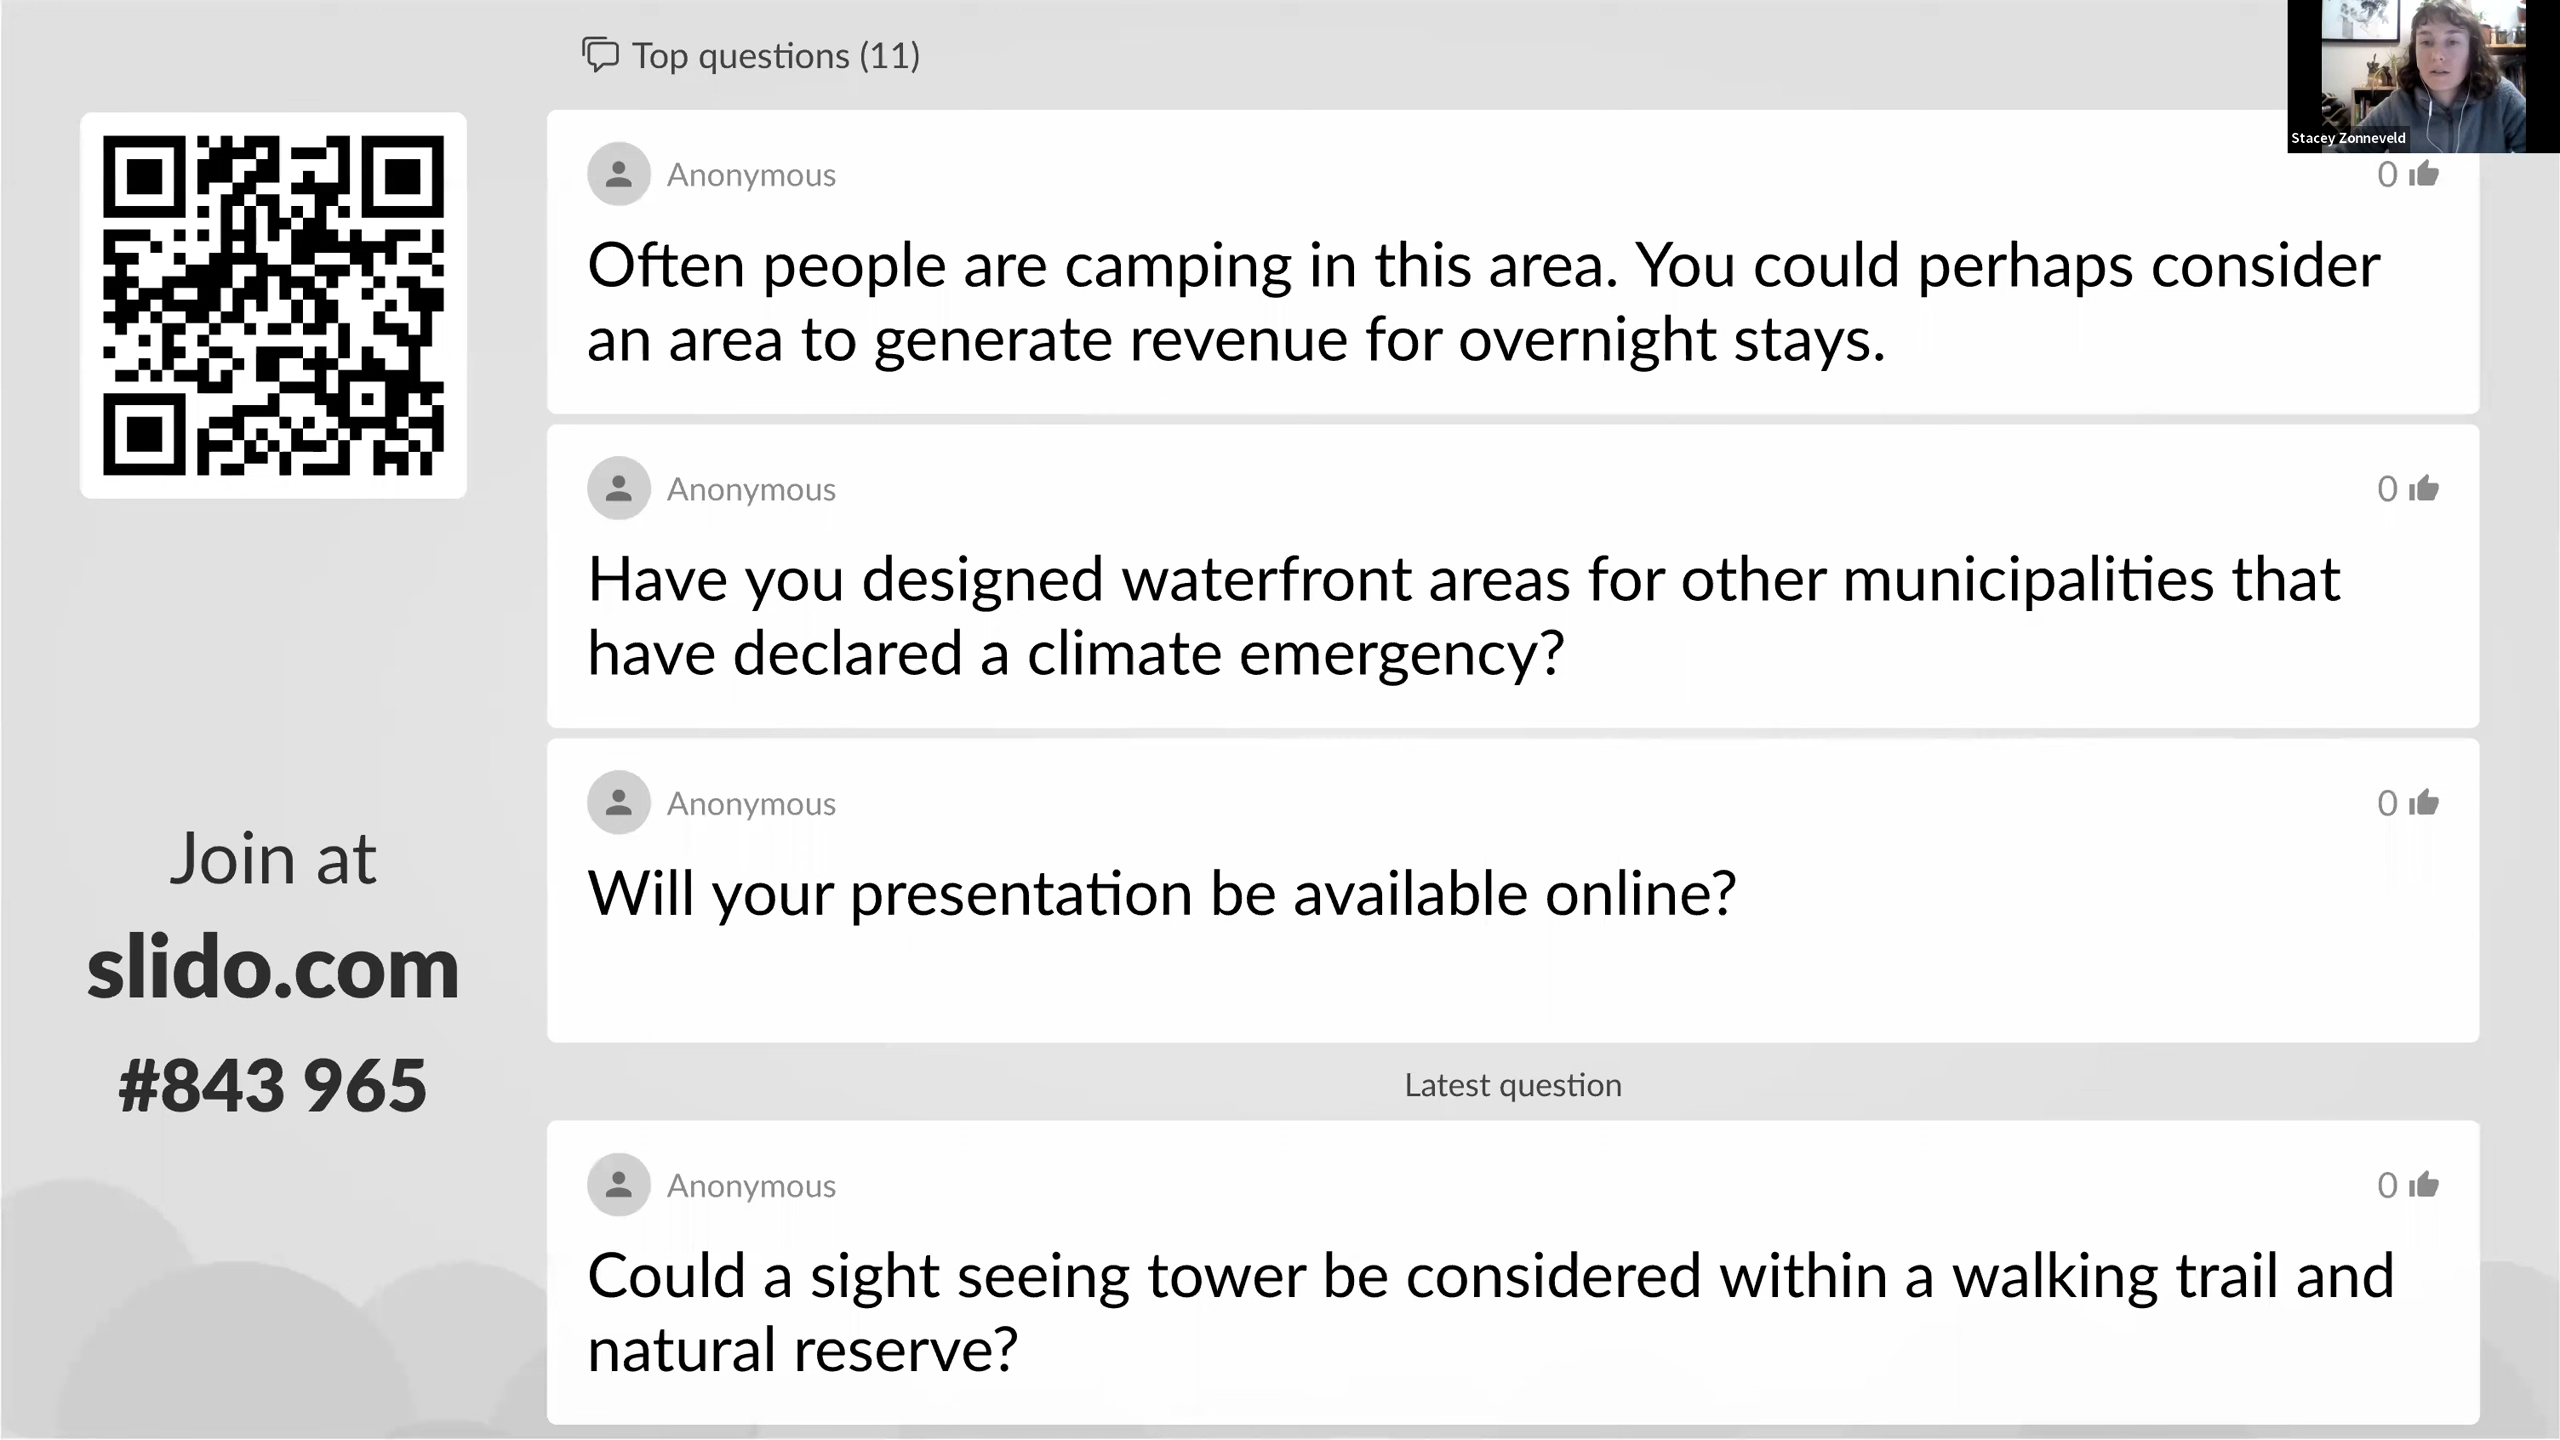 Top questions (11)
Stacey Zonneveld
Anonymous
0
Often people are camping in this area. You could perhaps consider
an area to generate revenue for overnight stays.
Anonymous
0
Have you designed waterfront areas for other municipalities that
have declared a climate emergency?
Anonymous
0
Will your presentation be available online?
Join at
slido.com
#843 965
Latest question
Anonymous
0
Could a sight seeing tower be considered within a walking trail and
natural reserve?